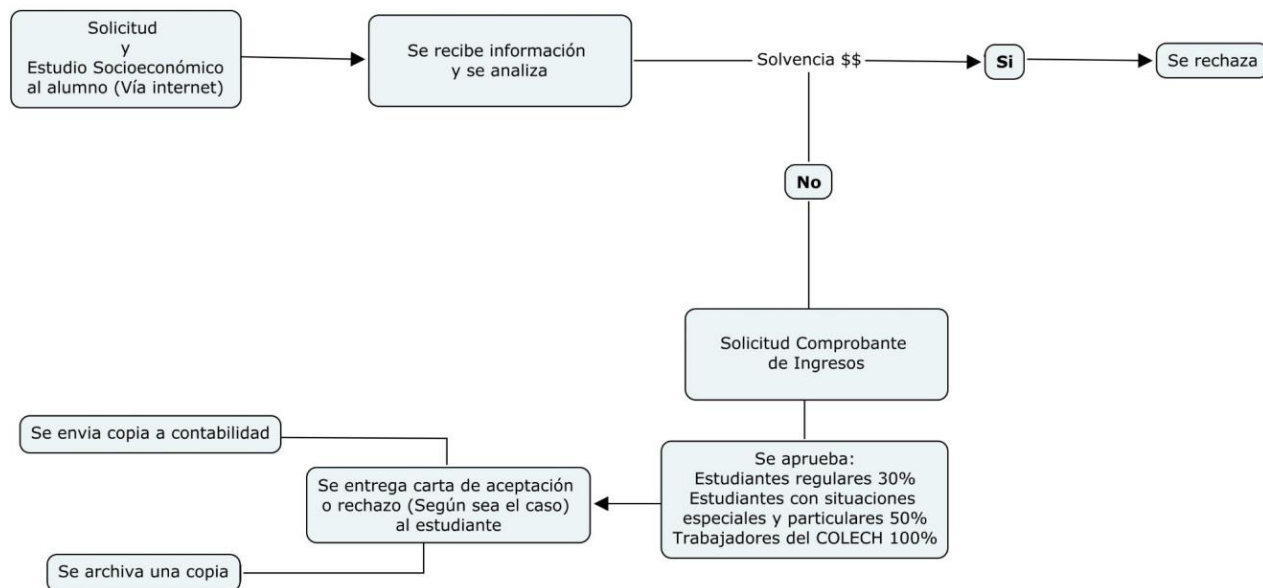 Solicitud
y
Estudio Socioeconómico
al alumno (Vía internet)
Se recibe información
y se analiza
Solvencia $$
Si
Se rechaza
No
Solicitud Comprobante
de Ingresos
Se aprueba:
Estudiantes regulares 30%
Estudiantes con situaciones
especiales y particulares 50%
Trabajadores del COLECH 100%
Se entrega carta de aceptación
o rechazo (Según sea el caso)
al estudiante
Se envia copia a contabilidad
Se archiva una copia